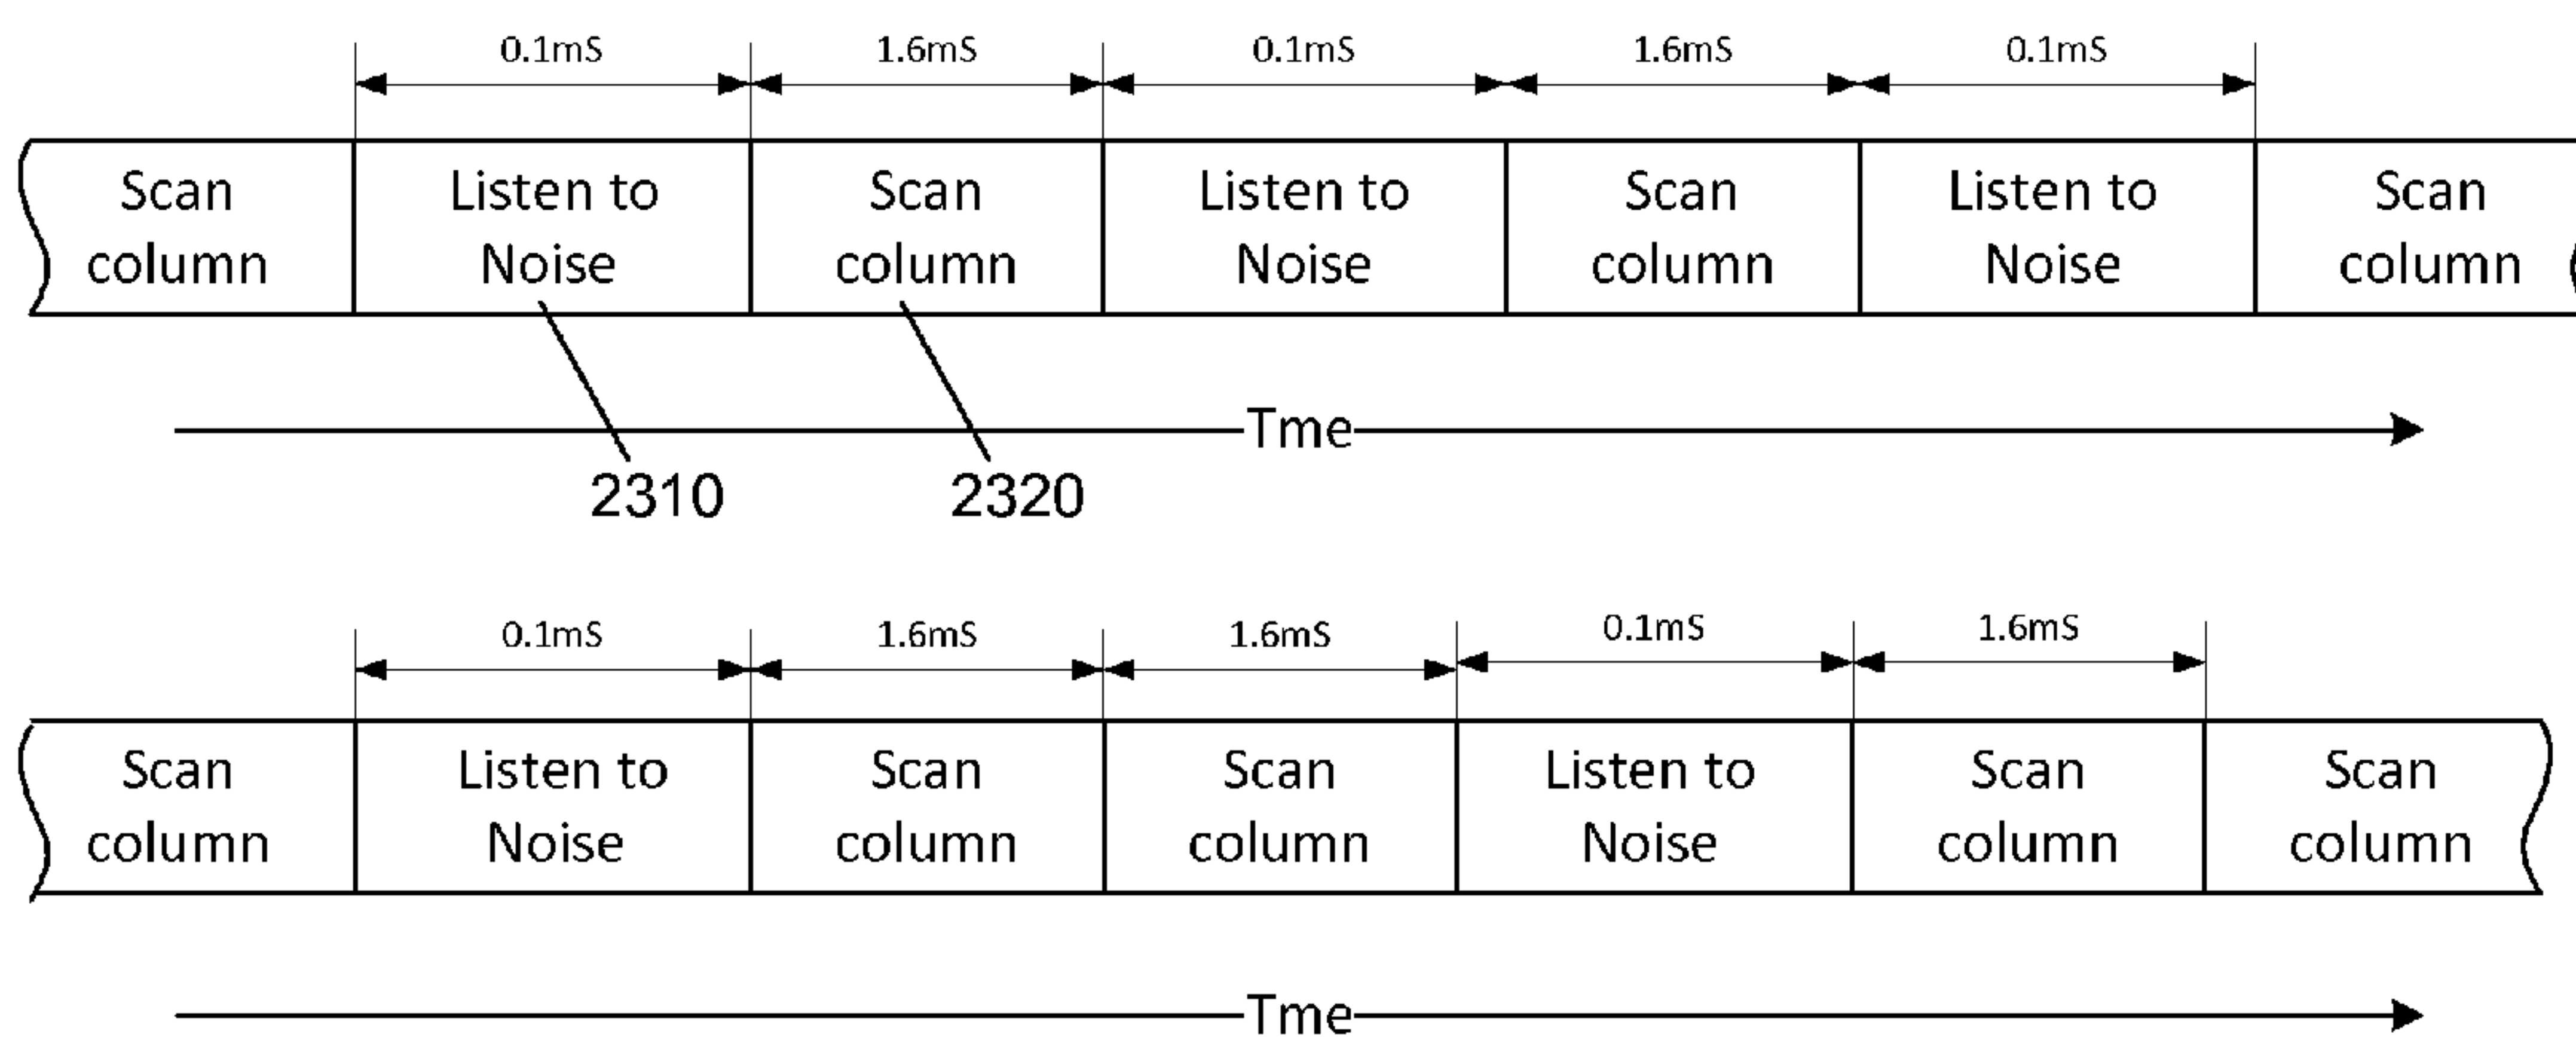 0.1mS 1.6mS 0.1mS 1.6mS 0.1mS
Scan Listen to Scan Listen to Scan Listen to Scan
column Noise column Noise column Noise column
Tme
2310 2320
0.1mS 1.6mS 1.6mS 0.1mS 1.6mS
Scan Listen to Scan Scan Listen to Scan Scan
column Noise column column Noise column column
Tme